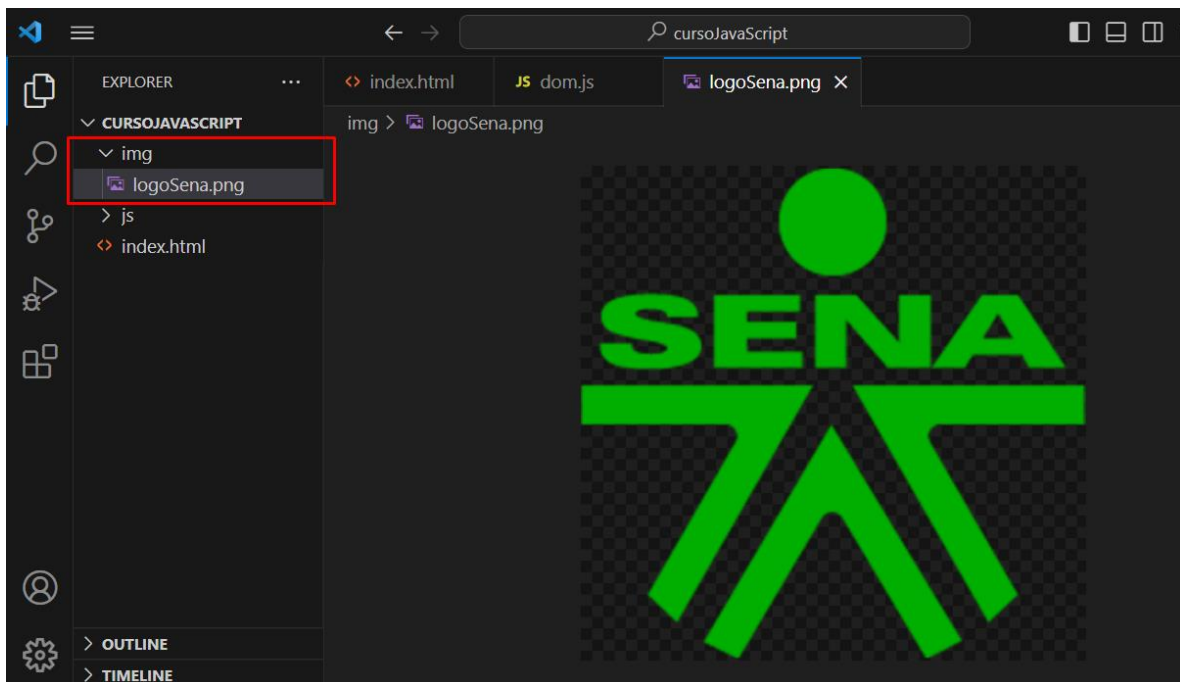 cursoJavaScript
EXPLORER ...
index.html
JS dom.js
logoSena.png
CURSOJAVASCRIPT
img
logoSena.png
js
index.html
img > logoSena.png
SENA
OUTLINE
TIMELINE